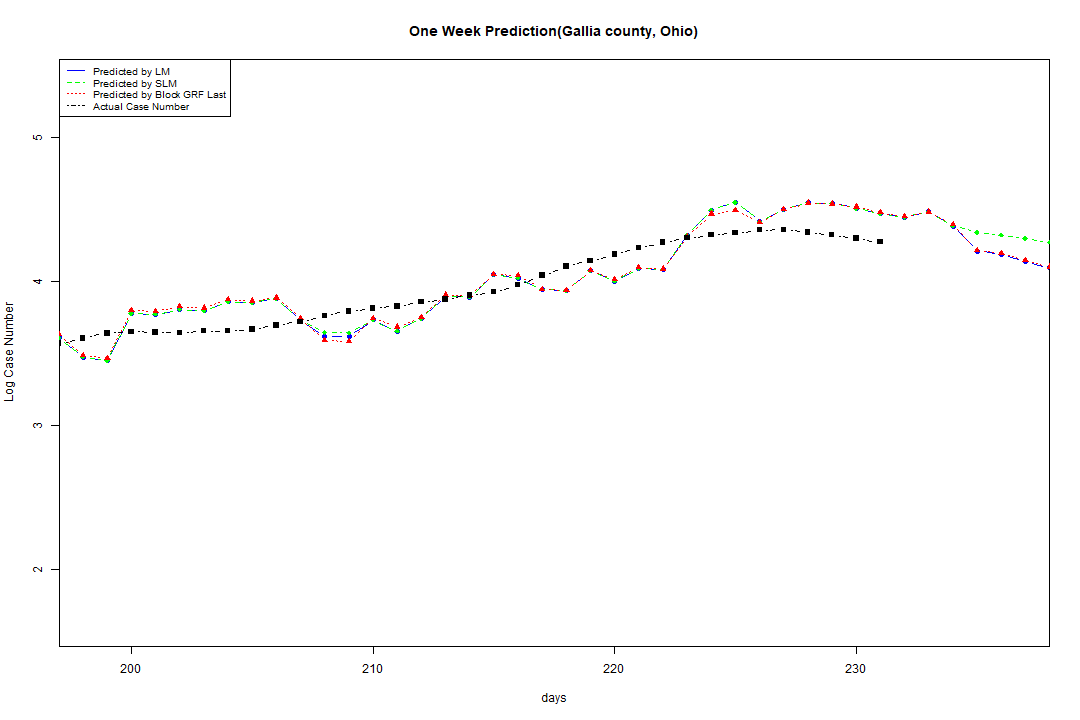 One Week Prediction(Gallia county, Ohio)
Predicted by LM
Predicted by SLM
Predicted by Block GRF Last
Actual Case Number
5
4
3
2
Log Case Number
200 210 220 230
days